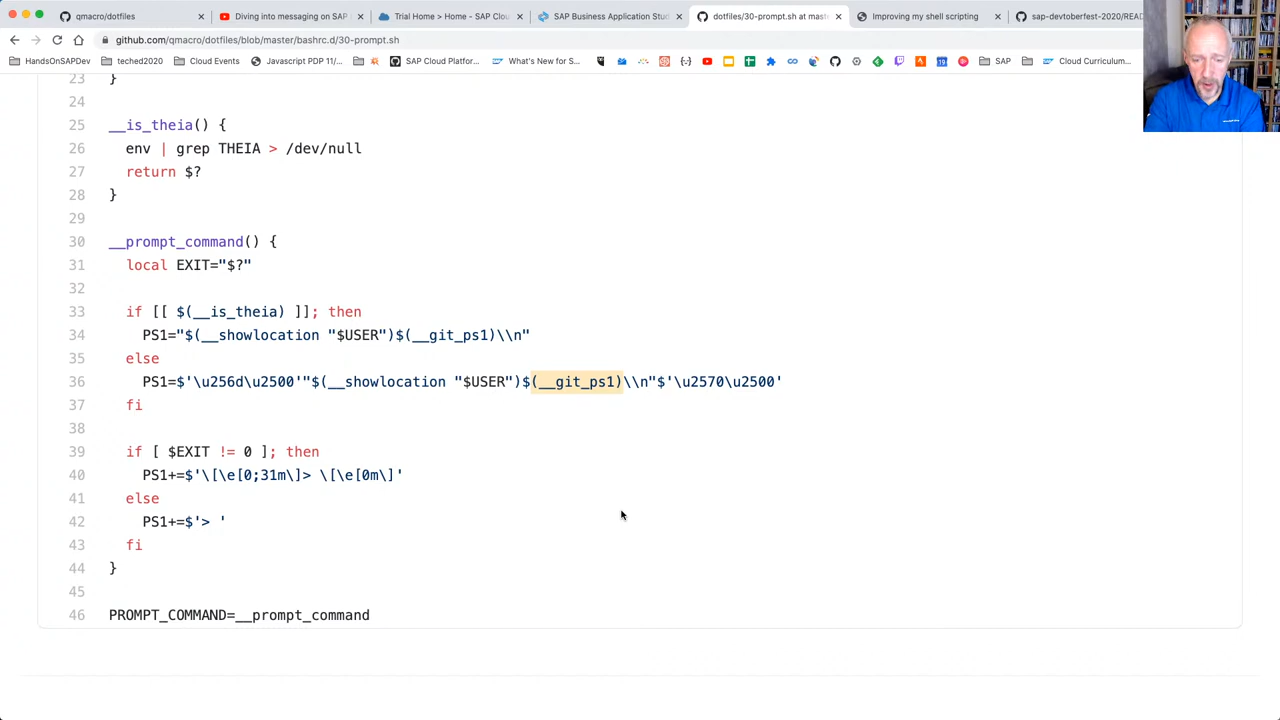 qmacro/dotfiles
Diving into messaging on SAP
Trial Home > Home - SAP Clou
SAP Business Application Stud
dotfiles/30-prompt.sh at mast
Improving my shell scripting
sap-devtoberfest-2020/READ
github.com/qmacro/dotfiles/blob/master/bashrc.d/30-prompt.sh
HandsOnSAPDev
teched2020
Cloud Events
Javascript PDP 11/...
SAP Cloud Platfor...
What's New for S...
SAP
Cloud Curriculum...
23 }
24
25 __is_theia() {
26 env | grep THEIA > /dev/null
27 return $?
28 }
29
30 __prompt_command() {
31 local EXIT="$?"
32
33 if [[ $(__is_theia) ]]; then
34 PS1="$(__showlocation "$USER")$(__git_ps1)\\n"
35 else
36 PS1=$'\u256d\u2500'"$(__showlocation "$USER")$(__git_ps1)\\n"$'\u2570\u2500'
37 fi
38
39 if [ $EXIT != 0 ]; then
40 PS1+=$'\[\e[0;31m\]> \[\e[0m\]'
41 else
42 PS1+=$'> '
43 fi
44 }
45
46 PROMPT_COMMAND=__prompt_command